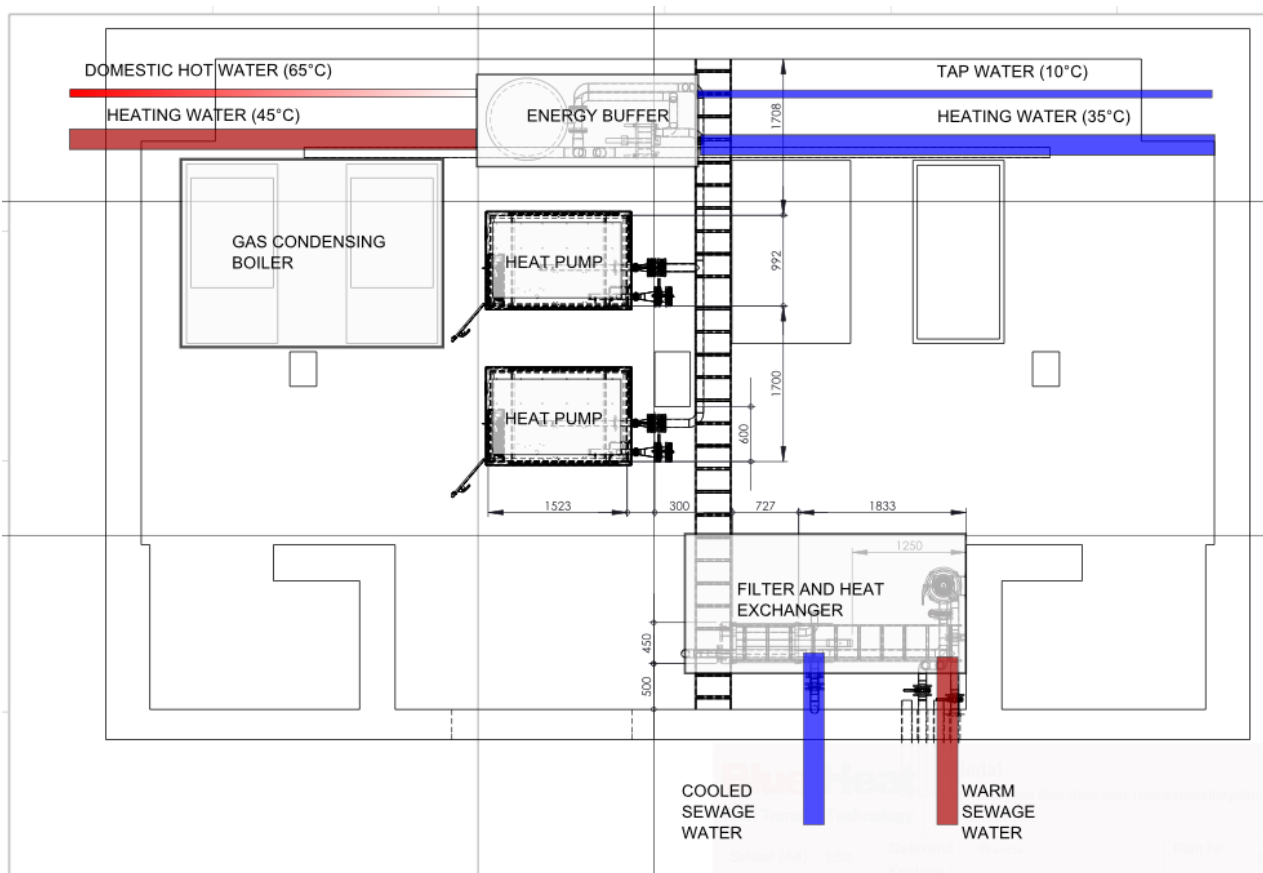 DOMESTIC HOT WATER (65°C)
TAP WATER (10°C)
HEATING WATER (45°C)
ENERGY BUFFER
HEATING WATER (35°C)
1708
GAS CONDENSING
BOILER
HEAT PUMP
992
HEAT PUMP
1700
600
1523
300
727
1833
1250
FILTER AND HEAT
EXCHANGER
450
500
COOLED
SEWAGE
WATER
WARM
SEWAGE
WATER